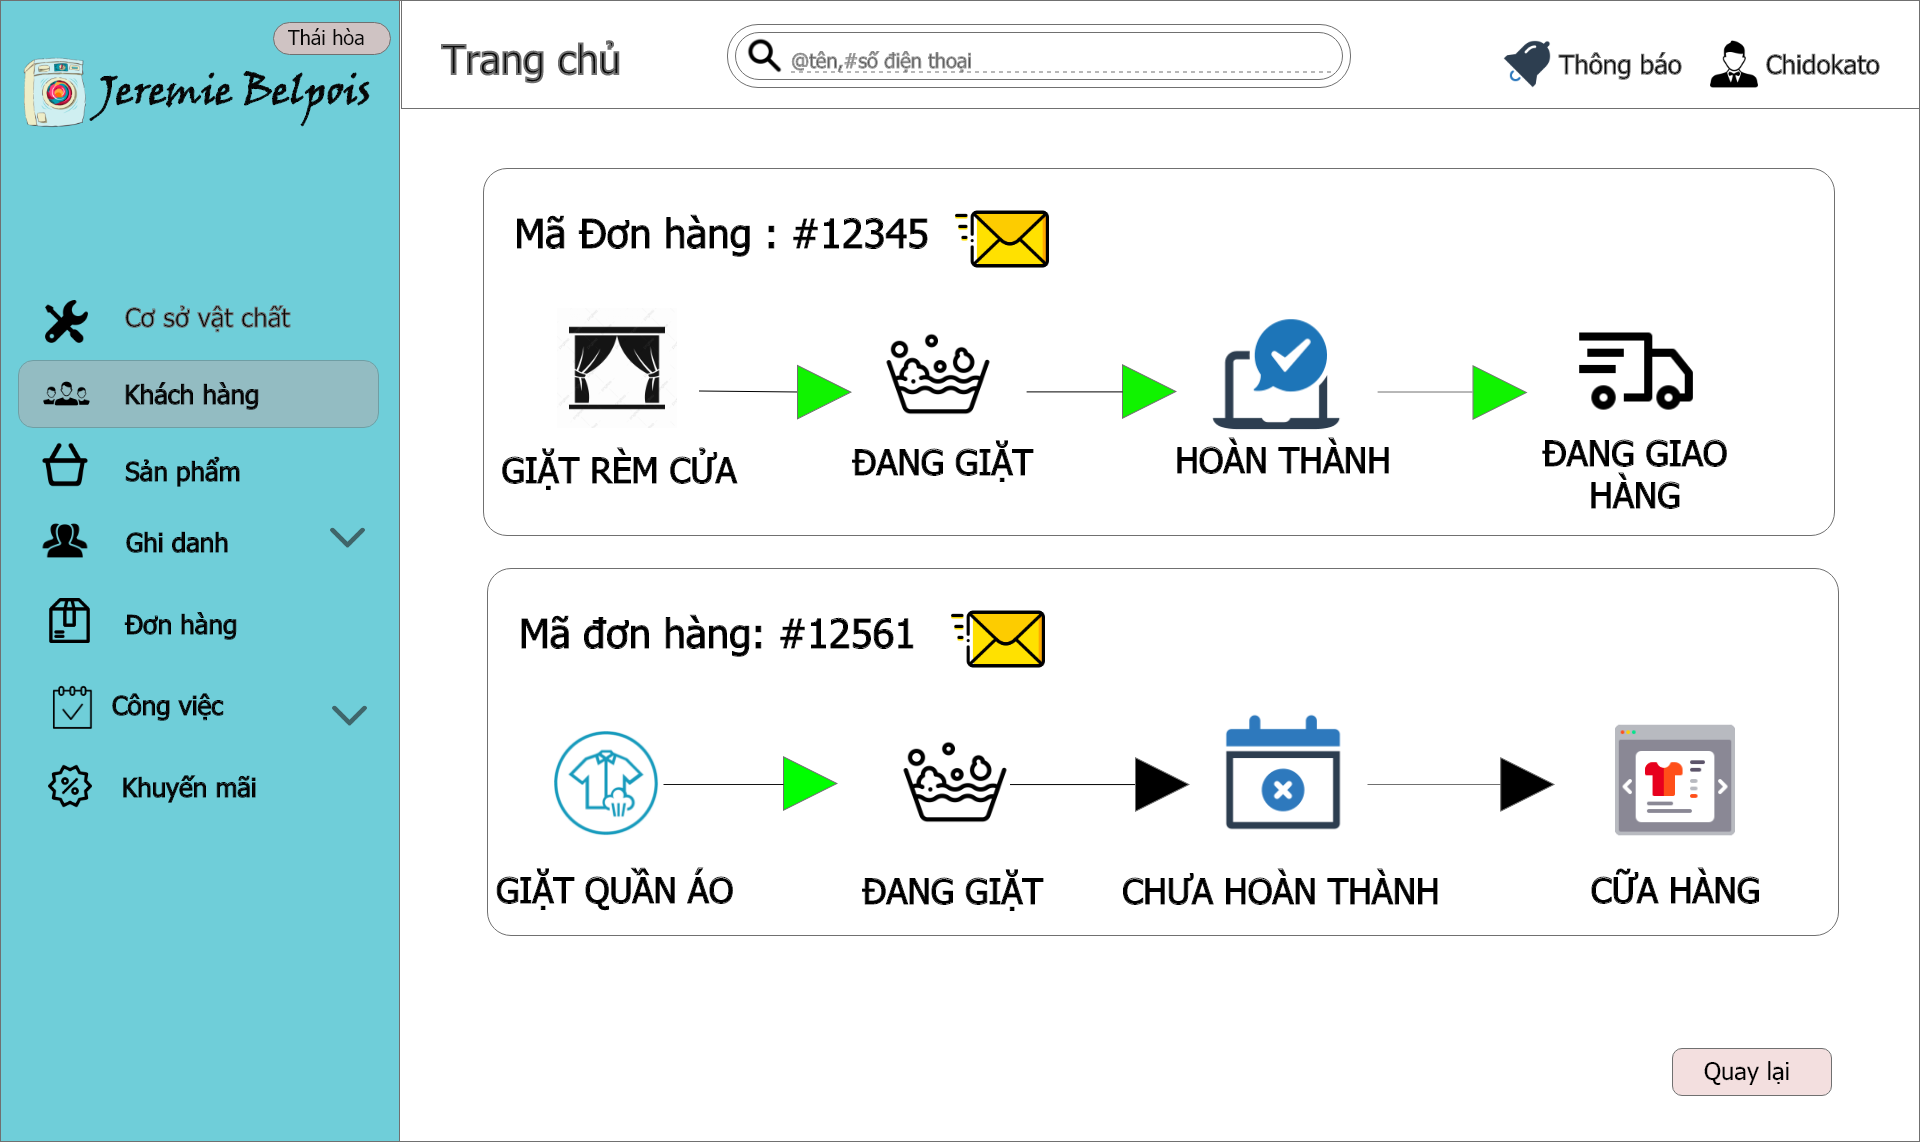 Thái hòa
Jeremie Belpois
Trang chủ
@tên,#số điện thoại
Thông báo
Chidokato
Cơ sở vật chất
Khách hàng
Sản phẩm
Ghi danh
Đơn hàng
Công việc
Khuyến mãi
Mã Đơn hàng : #12345
GIẶT RÈM CỬA
ĐANG GIẶT
HOÀN THÀNH
ĐANG GIAO
HÀNG
Mã đơn hàng: #12561
GIẶT QUẦN ÁO
ĐANG GIẶT
CHƯA HOÀN THÀNH
CỮA HÀNG
Quay lại